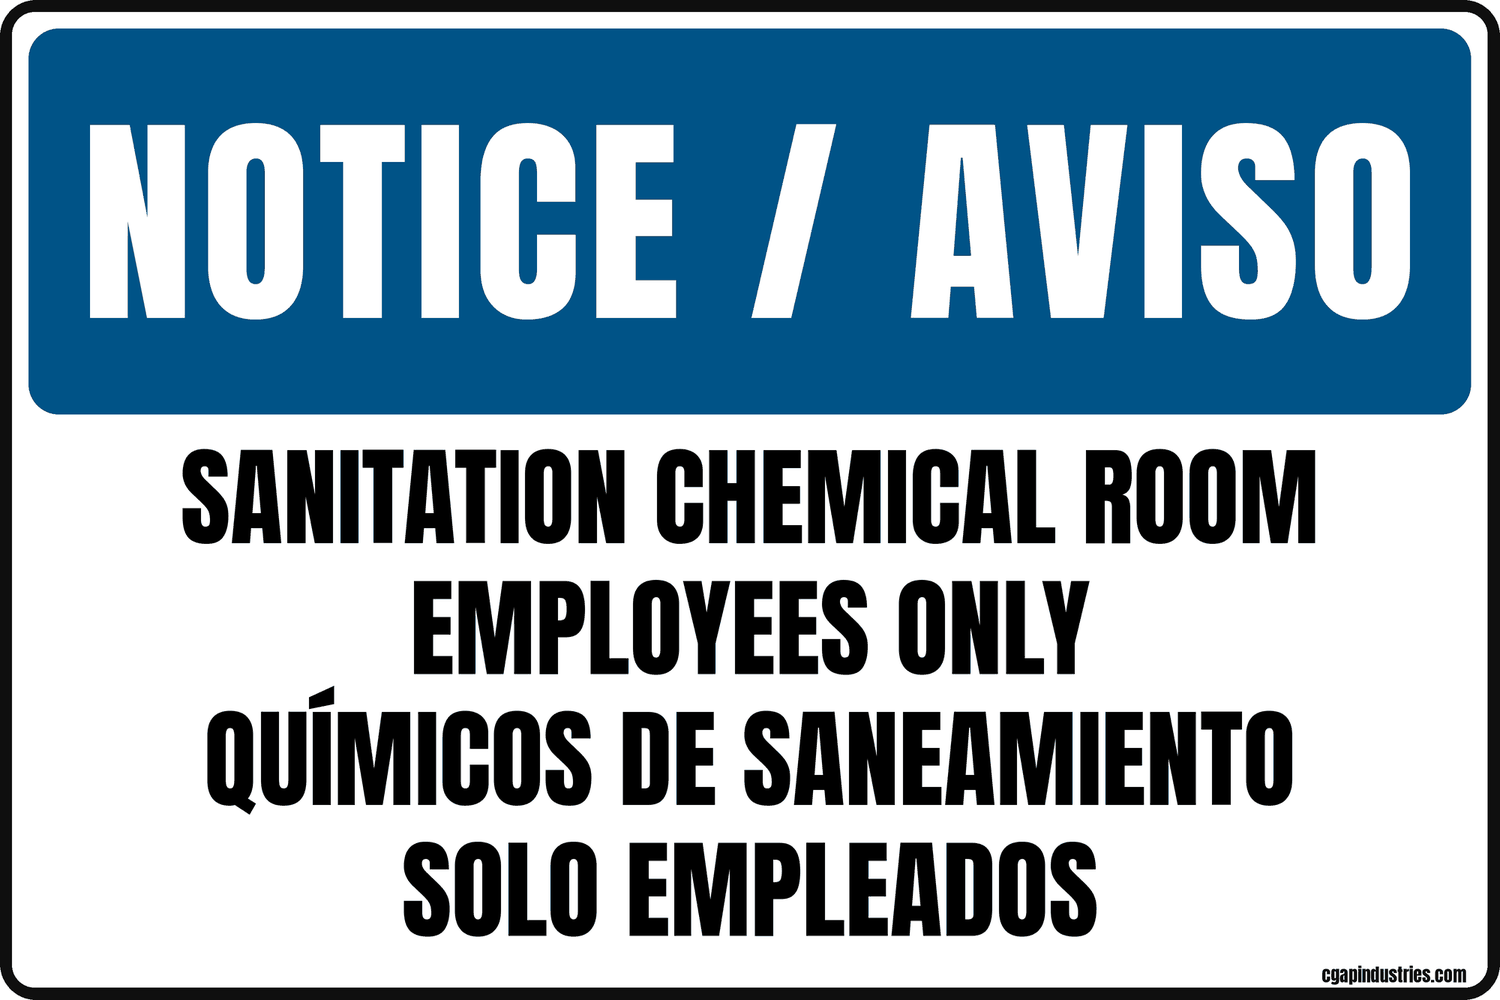 NOTICE / AVISO
SANITATION CHEMICAL ROOM
EMPLOYEES ONLY
QUÍMICOS DE SANEAMIENTO
SOLO EMPLEADOS
cgapindustries.com